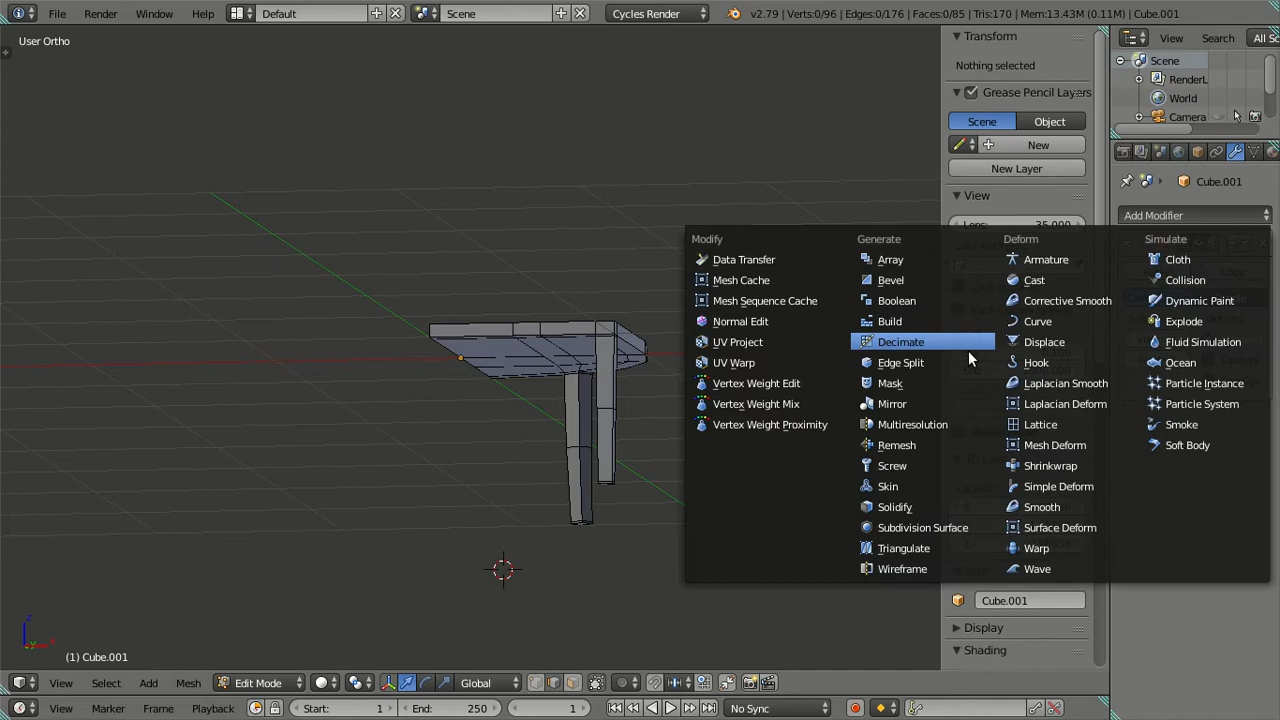 File Render Window Help Default Scene Cycles Render v2.79 | Verts:0/96 | Edges:0/176 | Faces:0/85 | Tris:170 | Mem:13.43M (0.11M) | Cube.001
User Ortho
Transform
Nothing selected
Grease Pencil Layers
Scene Object
New
New Layer
View
View Search All Sc
Scene
RenderL
World
Camera
Cube.001
Add Modifier
Modify
Data Transfer
Mesh Cache
Mesh Sequence Cache
Normal Edit
UV Project
UV Warp
Vertex Weight Edit
Vertex Weight Mix
Vertex Weight Proximity
Generate
Array
Bevel
Boolean
Build
Decimate
Edge Split
Mask
Mirror
Multiresolution
Remesh
Screw
Skin
Solidify
Subdivision Surface
Triangulate
Wireframe
Deform
Armature
Cast
Corrective Smooth
Curve
Displace
Hook
Laplacian Smooth
Laplacian Deform
Lattice
Mesh Deform
Shrinkwrap
Simple Deform
Smooth
Surface Deform
Warp
Wave
Simulate
Cloth
Collision
Dynamic Paint
Explode
Fluid Simulation
Ocean
Particle Instance
Particle System
Smoke
Soft Body
Cube.001
Display
Shading
z
y x
(1) Cube.001
View Select Add Mesh Edit Mode Global
View Marker Frame Playback Start: 1 End: 250 1 No Sync